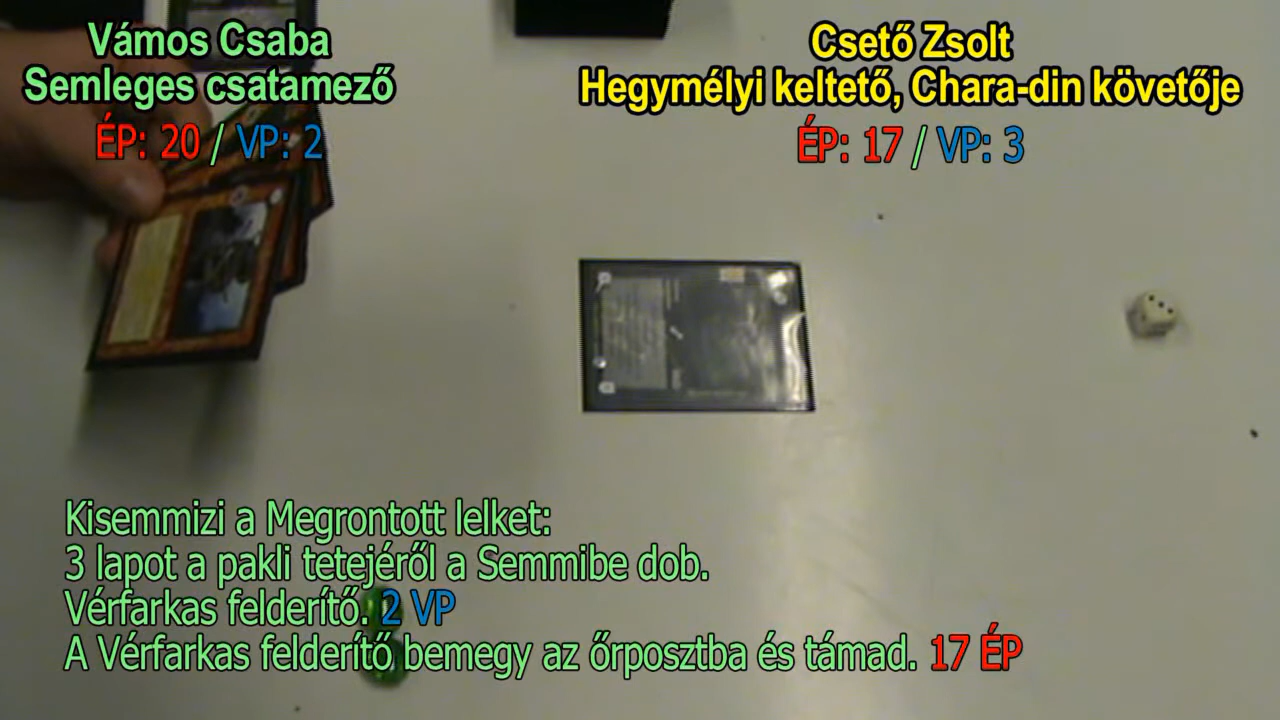 Vámos Csaba
Semleges csatamező
ÉP: 20 / VP: 2
Csető Zsolt
Hegymélyi keltető, Chara-din követője
ÉP: 17 / VP: 3
Kisemmizi a Megrontott lelket:
3 lapot a pakli tetejéről a Semmibe dob.
Vérfarkas felderítő. 2 VP
A Vérfarkas felderítő bemegy az őrposztba és támad. 17 ÉP